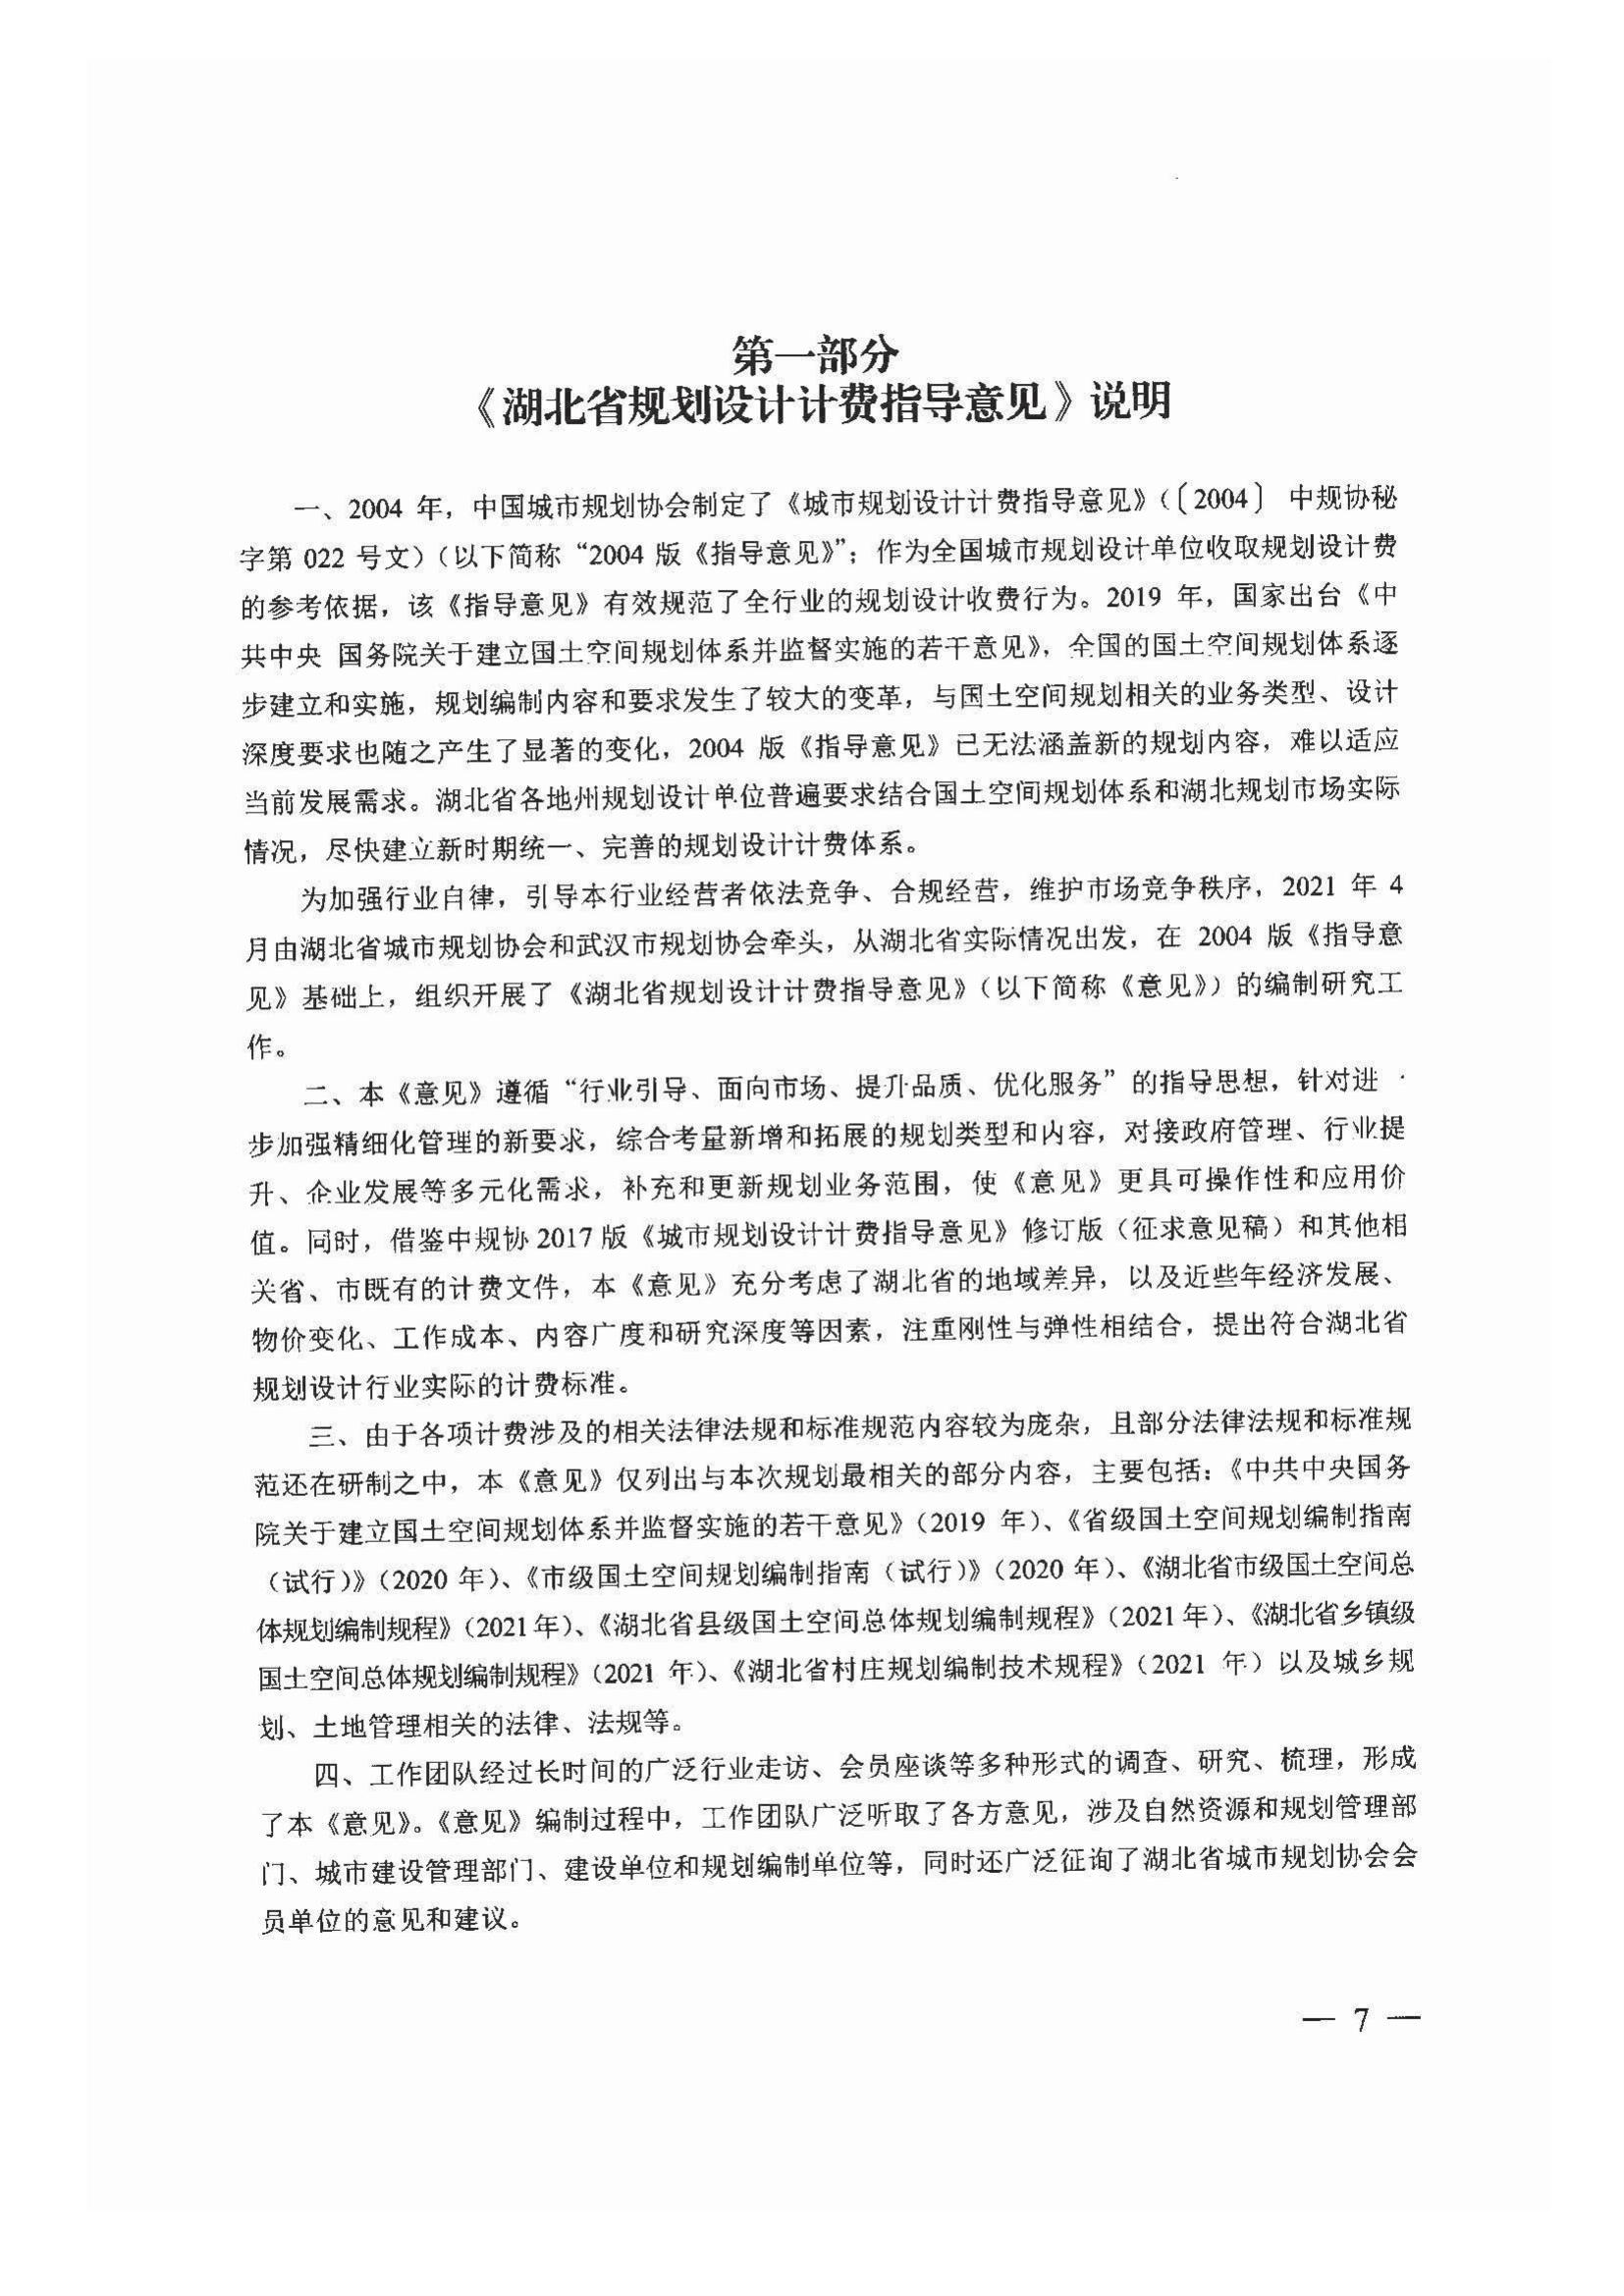 第一部分
《湖北省规划设计计费指导意见》说明
一、2004 年，中国城市规划协会制定了《城市规划设计计费指导意见》（〔2004〕 中规协秘
字第 022 号文）（以下简称“2004 版《指导意见》”；作为全国城市规划设计单位收取规划设计费
的参考依据，该《指导意见》有效规范了全行业的规划设计收费行为。2019 年，国家出台《中
共中央 国务院关于建立国土空间规划体系并监督实施的若干意见》，全国的国土空间规划体系逐
步建立和实施，规划编制内容和要求发生了较大的变革，与国土空间规划相关的业务类型、设计
深度要求也随之产生了显著的变化，2004 版《指导意见》已无法涵盖新的规划内容，难以适应
当前发展需求。湖北省各地州规划设计单位普遍要求结合国土空间规划体系和湖北规划市场实际
情况，尽快建立新时期统一、完善的规划设计计费体系。
为加强行业自律，引导本行业经营者依法竞争、合规经营，维护市场竞争秩序，2021 年 4
月由湖北省城市规划协会和武汉市规划协会牵头，从湖北省实际情况出发，在 2004 版《指导意
见》基础上，组织开展了《湖北省规划设计计费指导意见》（以下简称《意见》）的编制研究工
作。
二、本《意见》遵循“行业引导、面向市场、提升品质、优化服务”的指导思想，针对进
步加强精细化管理的新要求，综合考量新增和拓展的规划类型和内容，对接政府管理、行业提
升、企业发展等多元化需求，补充和更新规划业务范围，使《意见》更具可操作性和应用价
值。同时，借鉴中规协 2017 版《城市规划设计计费指导意见》修订版（征求意见稿）和其他相
关省、市既有的计费文件，本《意见》充分考虑了湖北省的地域差异，以及近些年经济发展、
物价变化、工作成本、内容广度和研究深度等因素，注重刚性与弹性相结合，提出符合湖北省
规划设计行业实际的计费标准。
三、由于各项计费涉及的相关法律法规和标准规范内容较为庞杂，且部分法律法规和标准规
范还在研制之中，本《意见》仅列出与本次规划最相关的部分内容，主要包括：《中共中央国务
院关于建立国土空间规划体系并监督实施的若干意见》（2019 年）、《省级国土空间规划编制指南
（试行）》（2020 年）、《市级国土空间规划编制指南（试行）》（2020 年）、《湖北省市级国土空间总
体规划编制规程》（2021 年）、《湖北省县级国土空间总体规划编制规程》（2021 年）、《湖北省乡镇级
国土空间总体规划编制规程》（2021 年）、《湖北省村庄规划编制技术规程》（2021 年）以及城乡规
划、土地管理相关的法律、法规等。
四、工作团队经过长时间的广泛行业走访、会员座谈等多种形式的调查、研究、梳理，形成
了本《意见》。《意见》编制过程中，工作团队广泛听取了各方意见，涉及自然资源和规划管理部
门、城市建设管理部门、建设单位和规划编制单位等，同时还广泛征询了湖北省城市规划协会会
员单位的意见和建议。
— 7 —